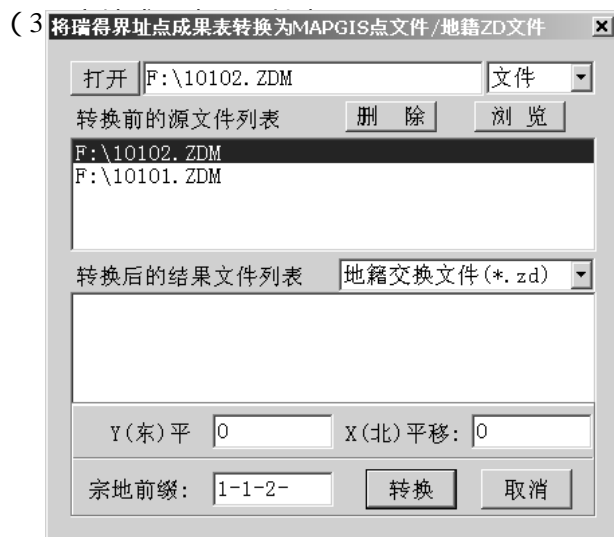 (3
将瑞得界址点成果表转换为MAPGIS点文件/地籍ZD文件
打开 F:\10102.ZDM 文件
转换前的源文件列表 删 除 浏 览
F:\10102.ZDM
F:\10101.ZDM
转换后的结果文件列表 地籍交换文件(*.zd)
Y(东)平 0 X(北)平移: 0
宗地前缀: 1-1-2- 转换 取消